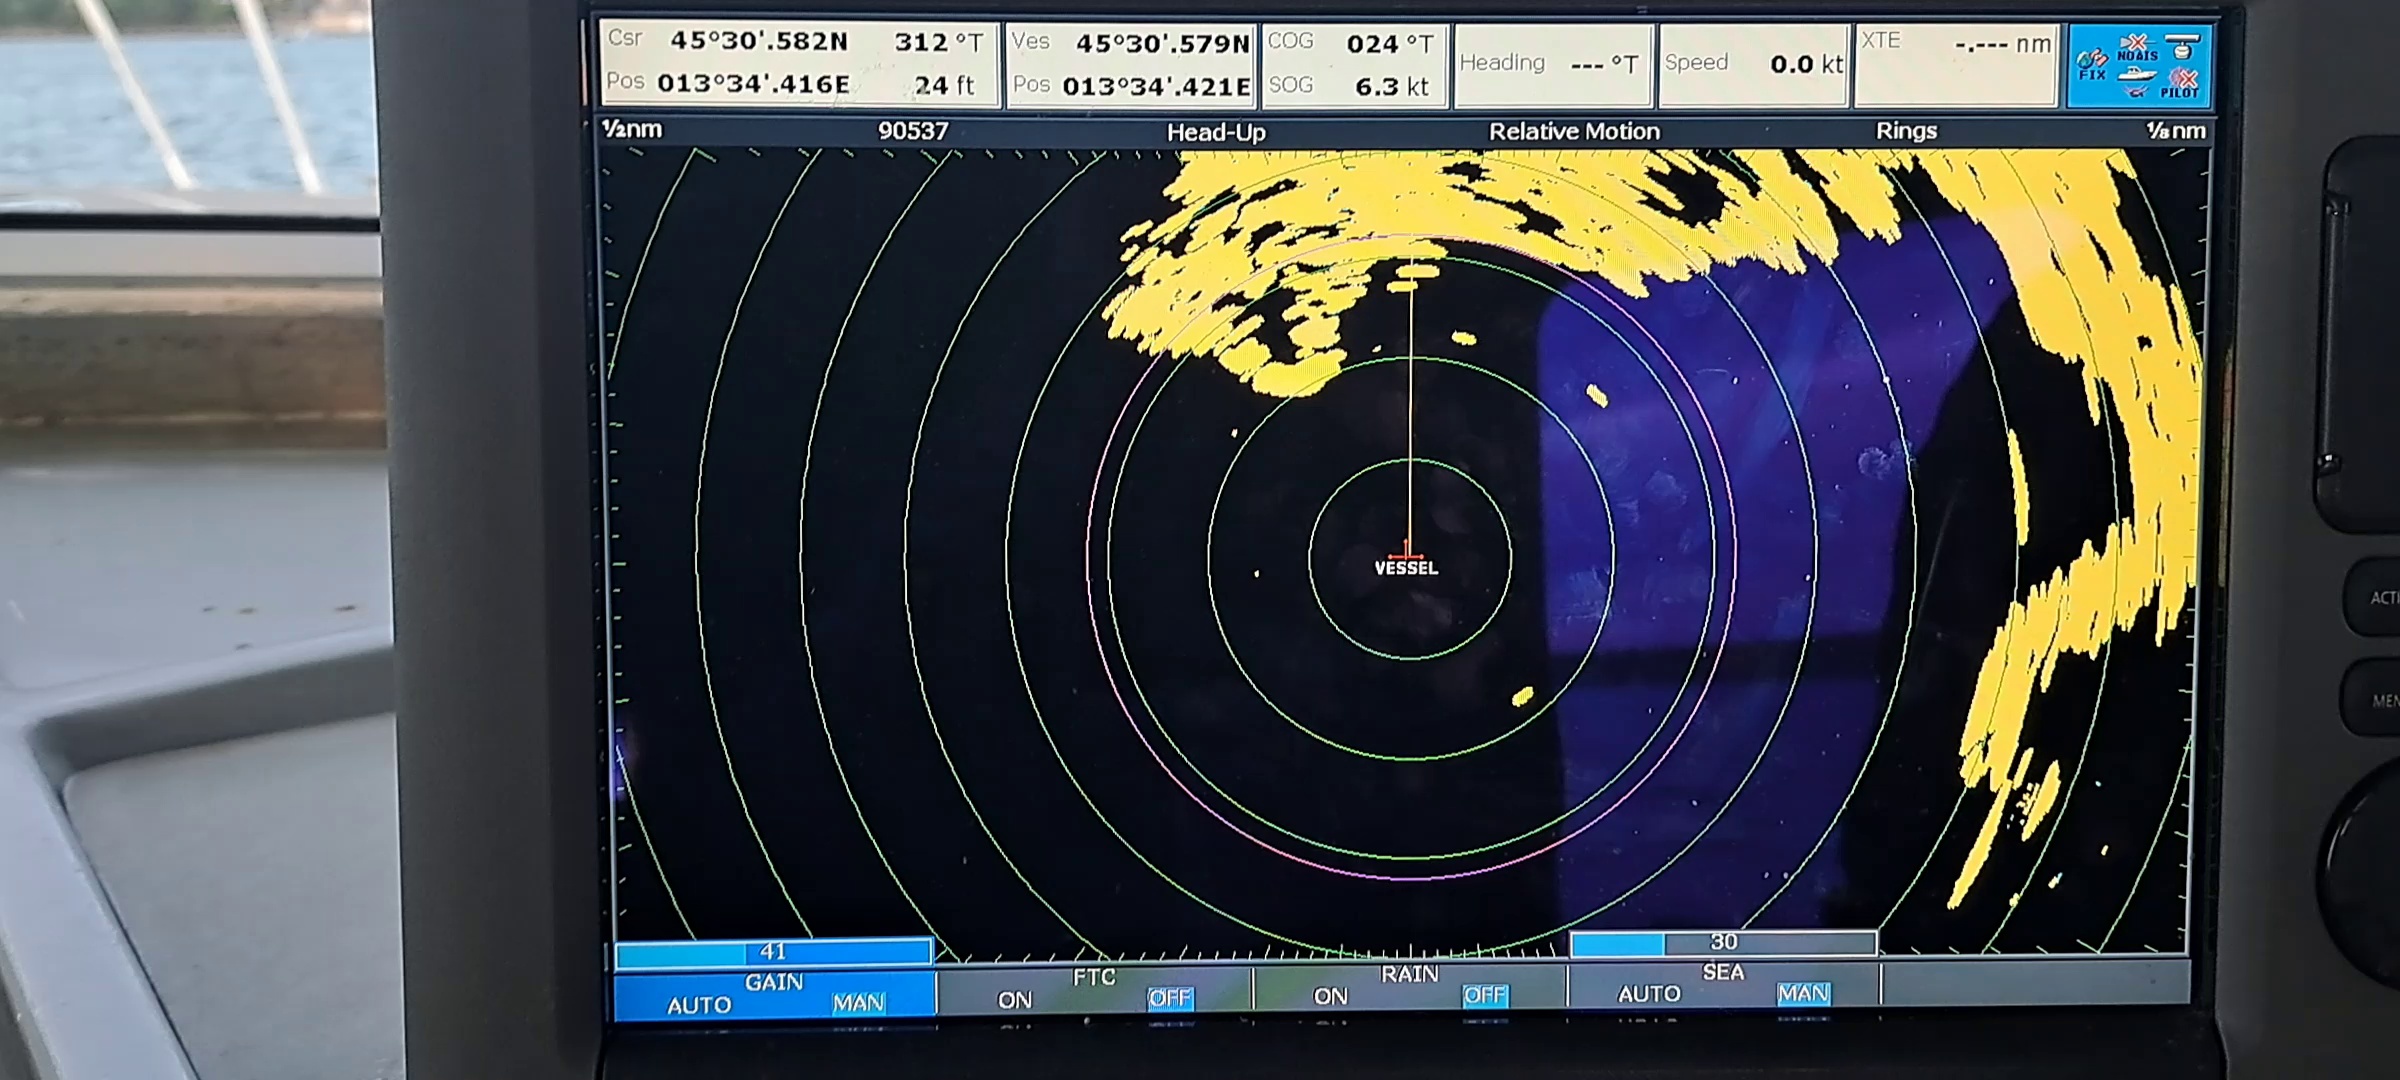 Csr 45°30'.582N 312 °T
Pos 013°34'.416E 24 ft
Ves 45°30'.579N
Pos 013°34'.421E
COG 024 °T
SOG 6.3 kt
Heading --- °T
Speed 0.0 kt
XTE -.--- nm
FIX NOAIS PILOT
½nm 90537 Head-Up Relative Motion Rings ⅛nm
VESSEL
41
GAIN
AUTO MAN
FTC
ON OFF
RAIN
ON OFF
30
SEA
AUTO MAN
ACTI
MEN